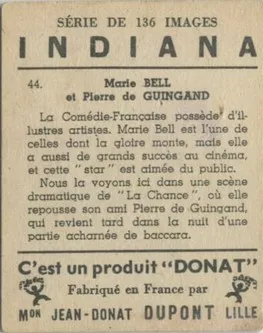 SÉRIE DE 136 IMAGES
INDIANA
44. Marie BELL
et Pierre de GUINGAND
La Comédie-Française possède d'il-
lustres artistes. Marie Bell est l'une de
celles dont la gloire monte, mais elle
a aussi de grands succès au cinéma,
et cette "star" est aimée du public.
Nous la voyons ici dans une scène
dramatique de "La Chance", où elle
repousse son ami Pierre de Guingand,
qui revient tard dans la nuit d'une
partie acharnée de baccara.
C'est un produit "DONAT"
Fabriqué en France par
MON JEAN-DONAT DUPONT LILLE